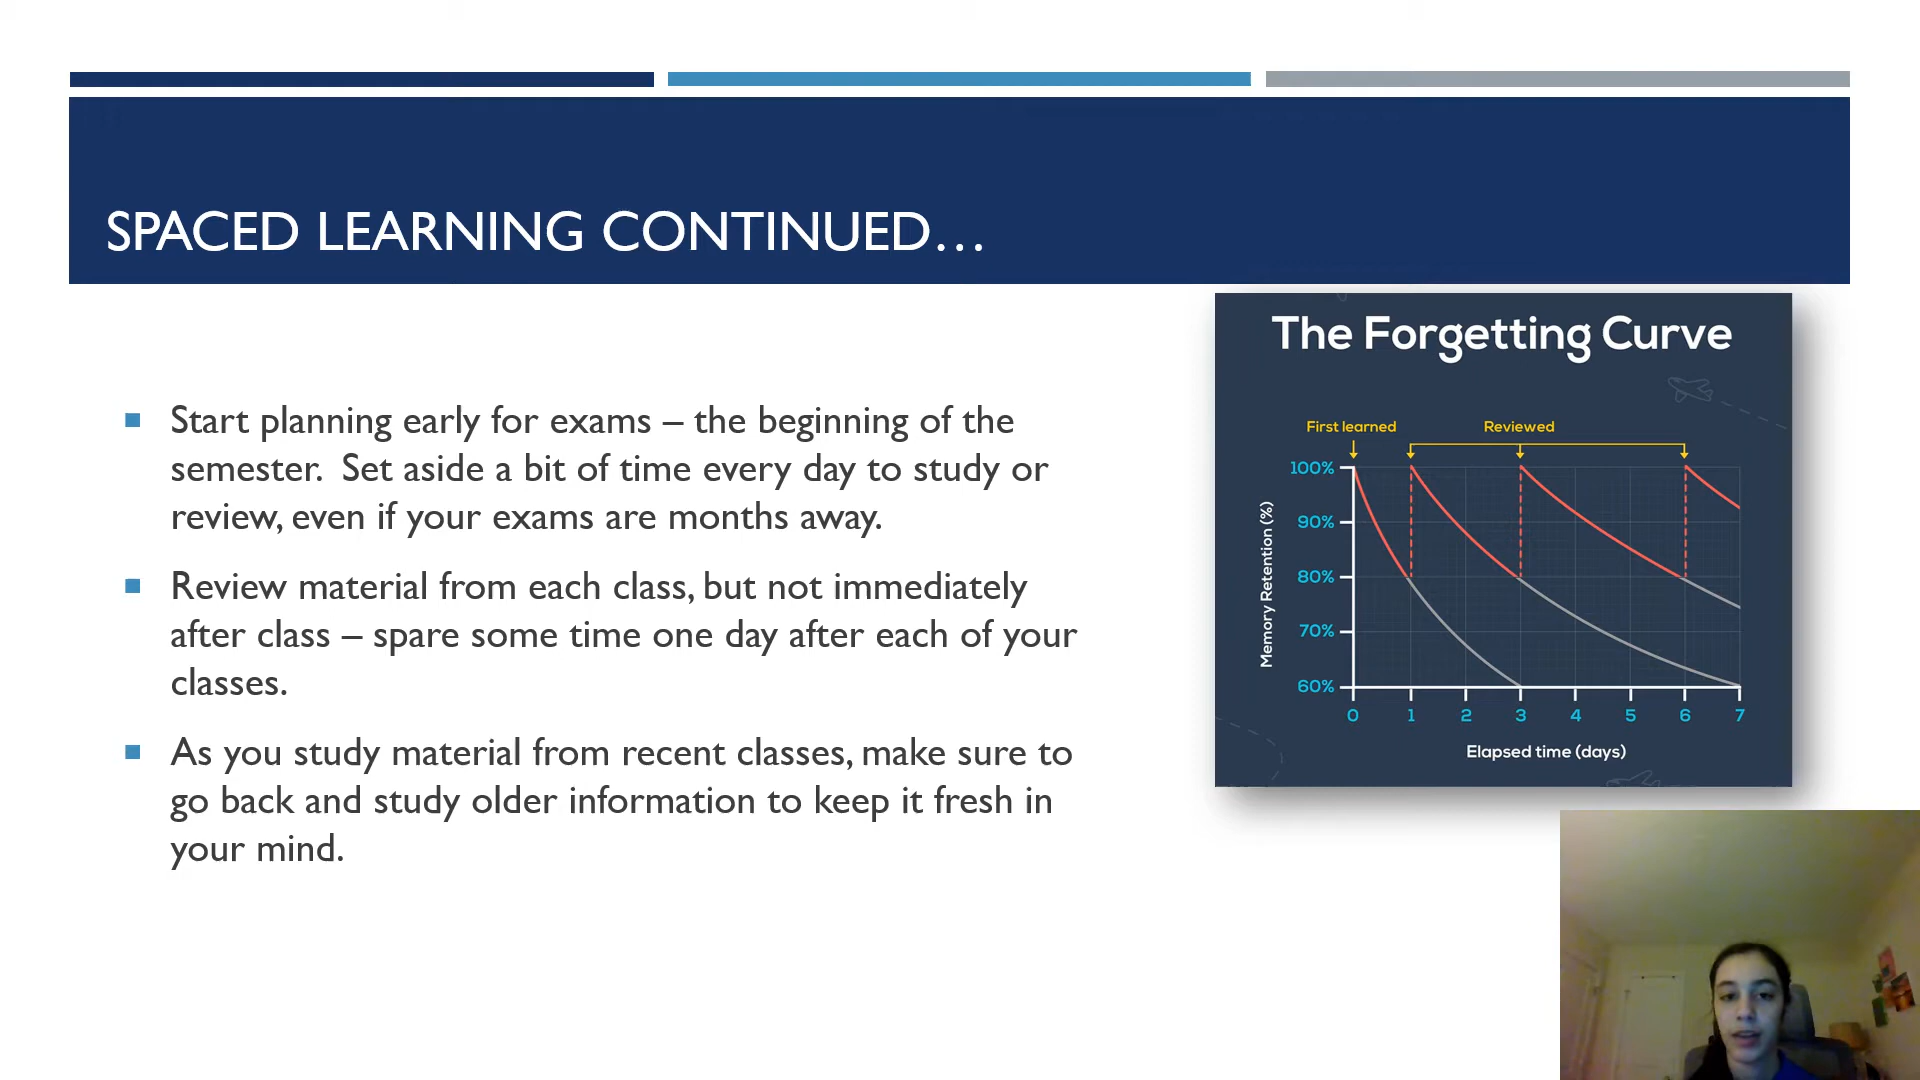 SPACED LEARNING CONTINUED…
Start planning early for exams – the beginning of the
semester.  Set aside a bit of time every day to study or
review, even if your exams are months away.
Review material from each class, but not immediately
after class – spare some time one day after each of your
classes.
As you study material from recent classes, make sure to
go back and study older information to keep it fresh in
your mind.
The Forgetting Curve
First learned
Reviewed
100%
90%
80%
70%
60%
Memory Retention (%)
0 1 2 3 4 5 6 7
Elapsed time (days)